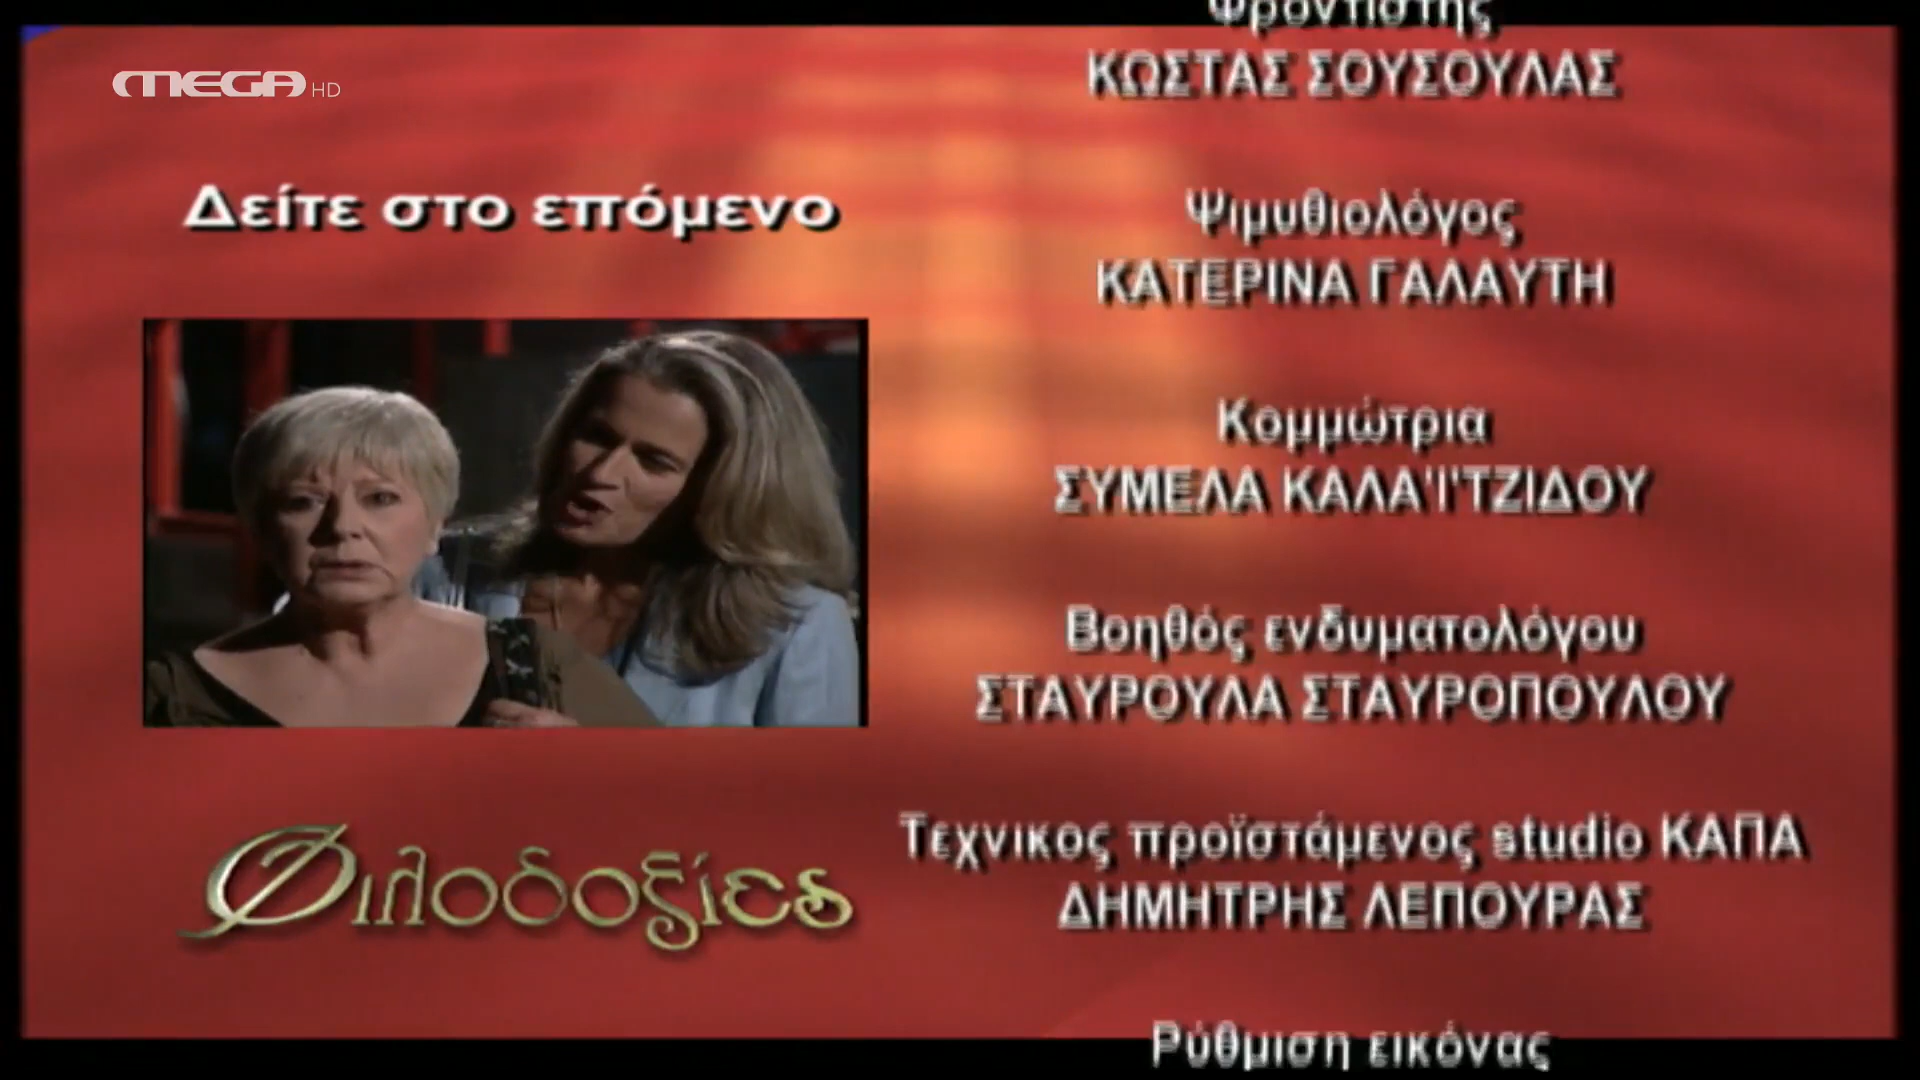 MEGA HD
Δείτε στο επόμενο
Φιλοδοξίες
Φροντιστής
ΚΩΣΤΑΣ ΣΟΥΣΟΥΛΑΣ
Ψιμυθιολόγος
ΚΑΤΕΡΙΝΑ ΓΑΛΑΥΤΗ
Κομμώτρια
ΣΥΜΕΛΑ ΚΑΛΑ'Ι'ΤΖΙΔΟΥ
Βοηθός ενδυματολόγου
ΣΤΑΥΡΟΥΛΑ ΣΤΑΥΡΟΠΟΥΛΟΥ
Τεχνικος προϊστάμενος studio ΚΑΠΑ
ΔΗΜΗΤΡΗΣ ΛΕΠΟΥΡΑΣ
Ρύθμιση εικόνας